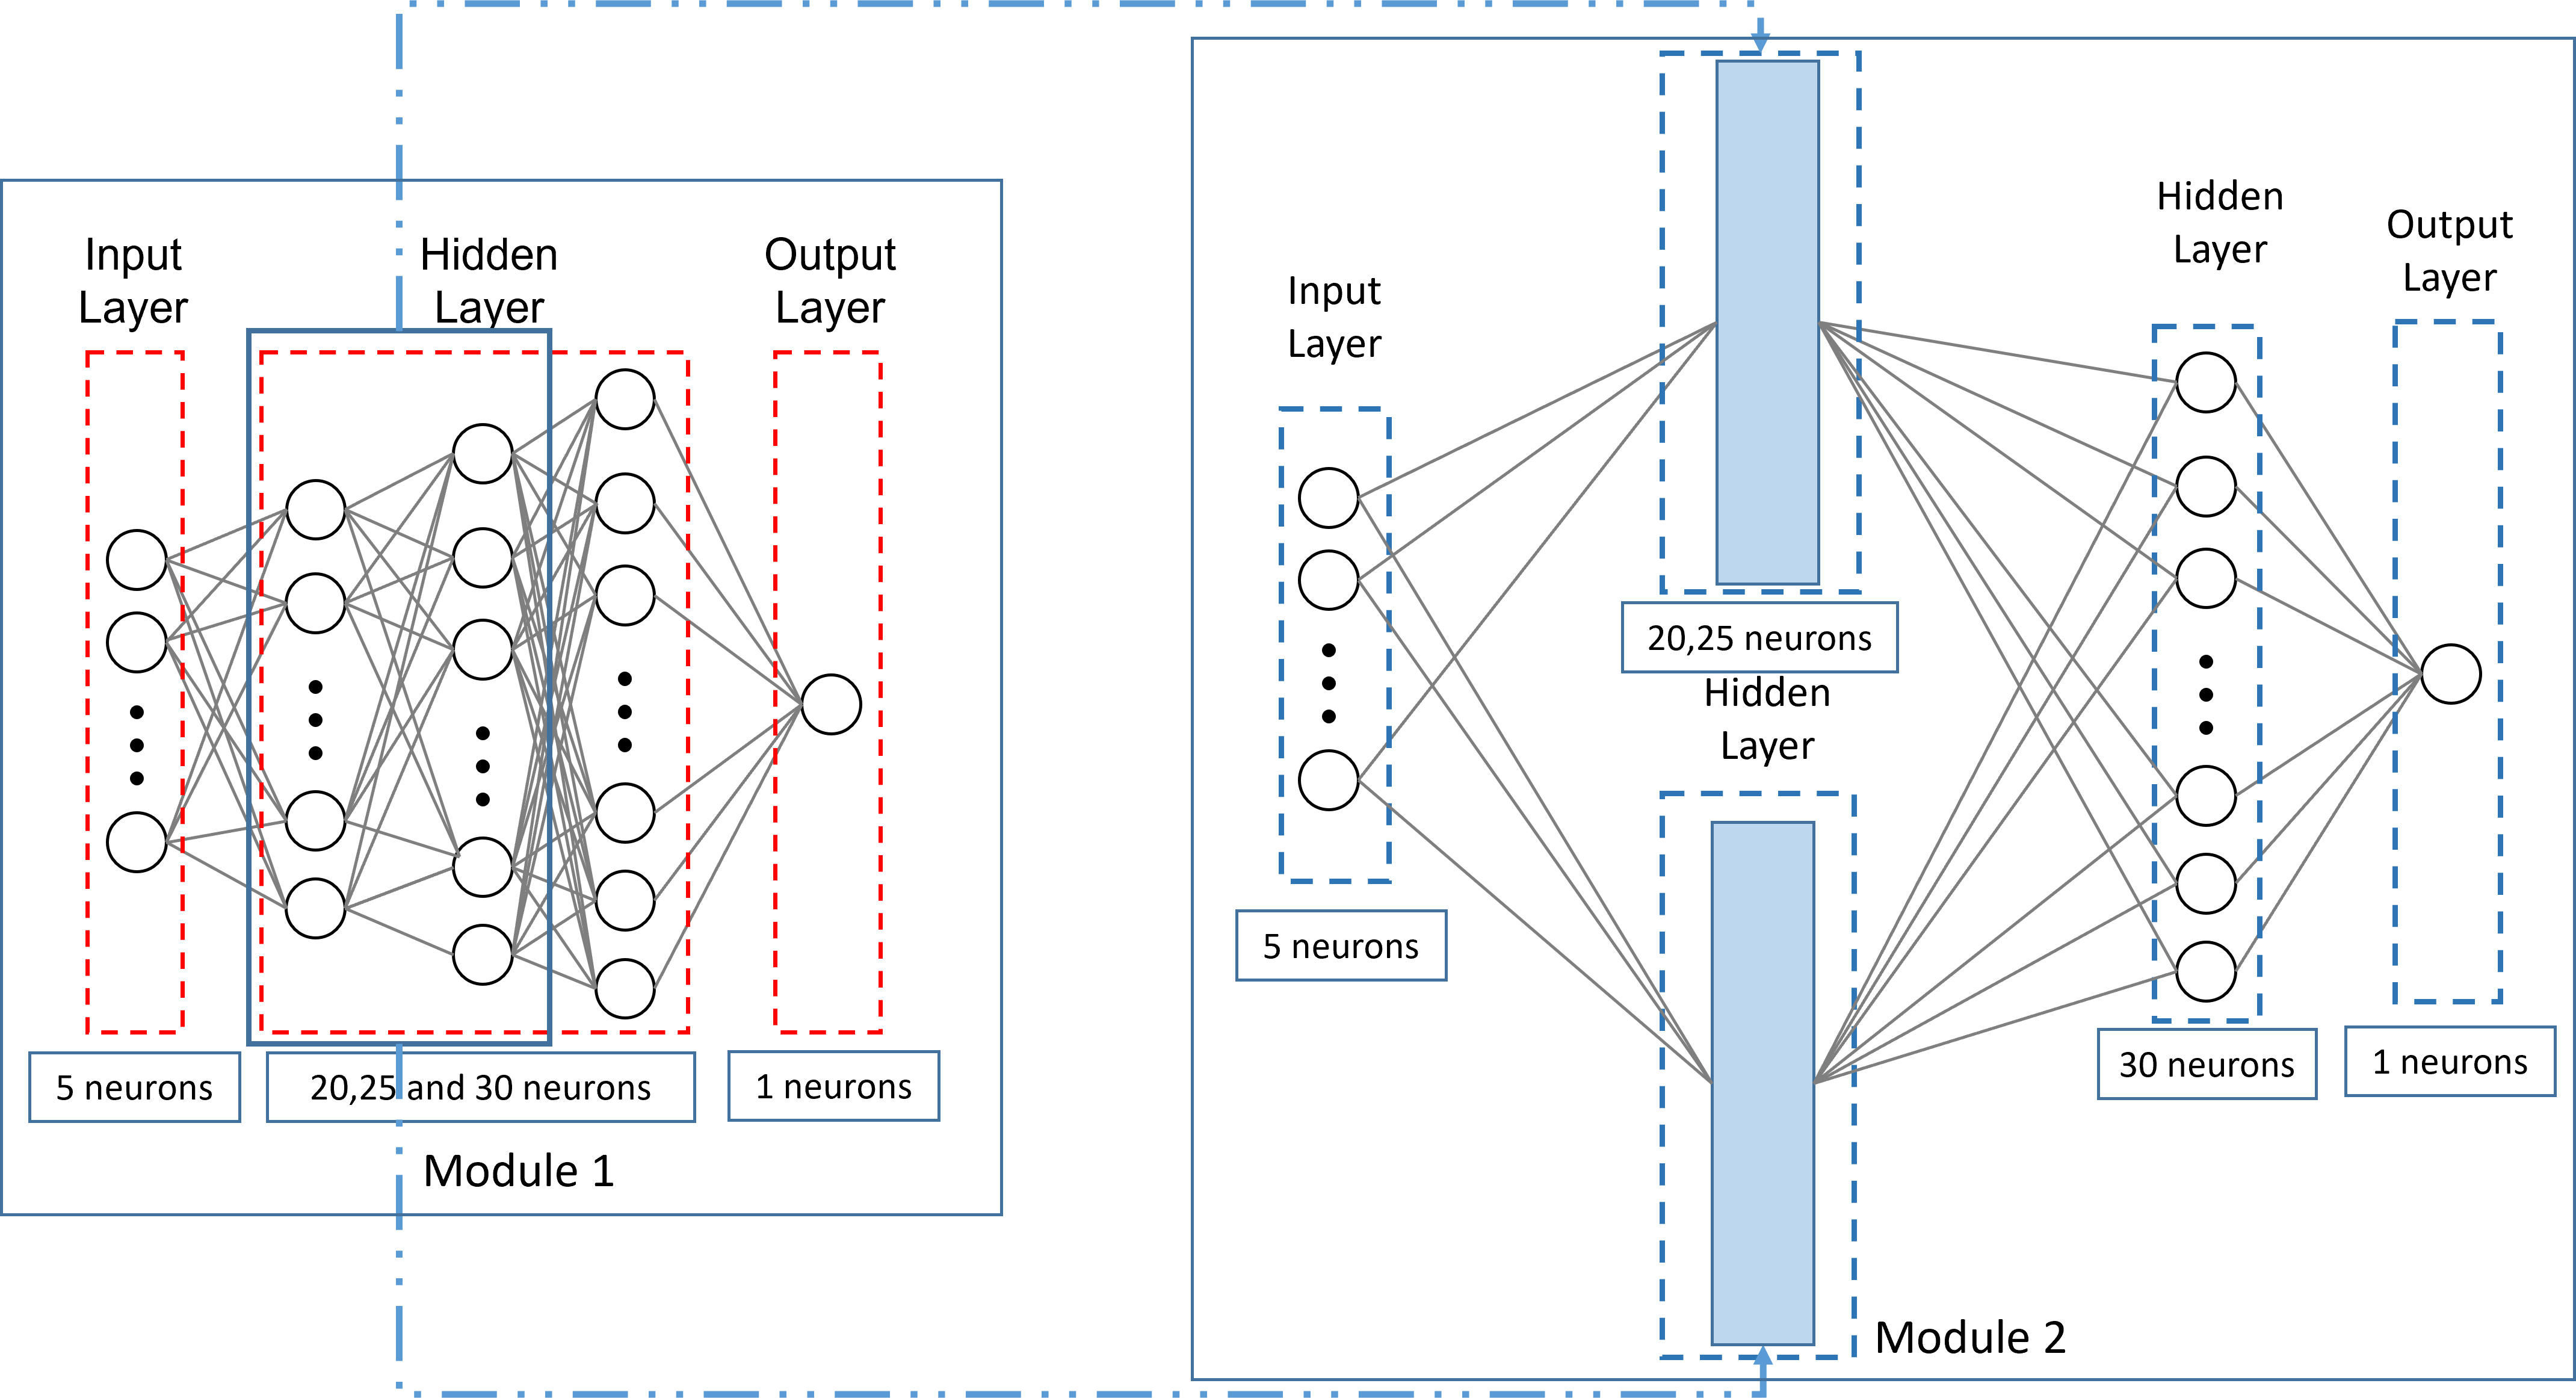 Input
Layer
Hidden
Layer
Output
Layer
5 neurons
20,25 and 30 neurons
1 neurons
Module 1
Input
Layer
5 neurons
20,25 neurons
Hidden
Layer
Hidden
Layer
30 neurons
Output
Layer
1 neurons
Module 2